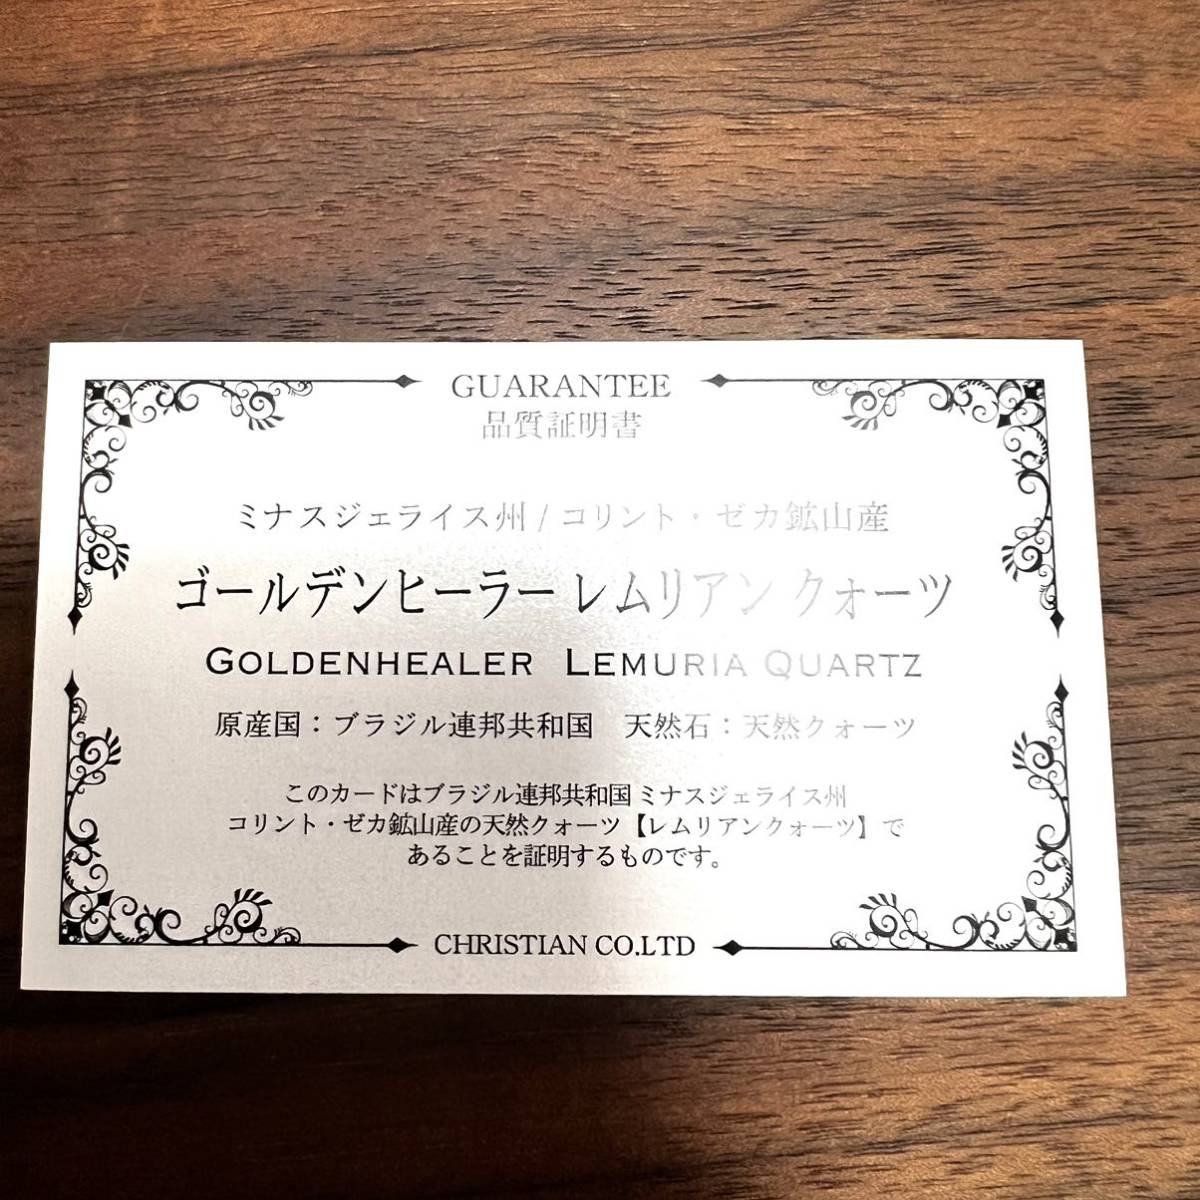 GUARANTEE
品質証明書
ミナスジェライス州 / コリント・ゼカ鉱山産
ゴールデンヒーラー レムリアン クォーツ
GOLDENHEALER LEMURIA QUARTZ
原産国：ブラジル連邦共和国　天然石：天然クォーツ
このカードはブラジル連邦共和国 ミナスジェライス州
コリント・ゼカ鉱山産の天然クォーツ【レムリアンクォーツ】で
あることを証明するものです。
CHRISTIAN CO.LTD